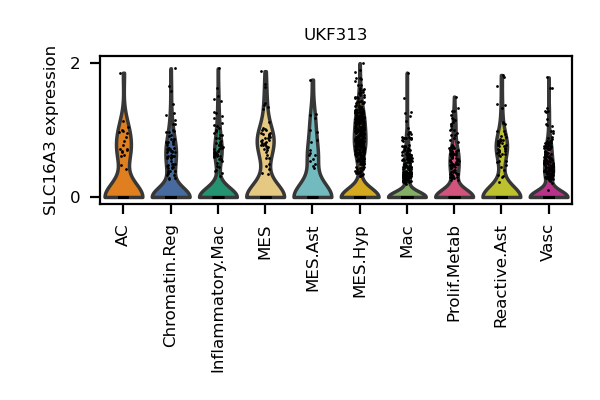 UKF313
SLC16A3 expression
2
0
AC
Chromatin.Reg
Inflammatory.Mac
MES
MES.Ast
MES.Hyp
Mac
Prolif.Metab
Reactive.Ast
Vasc